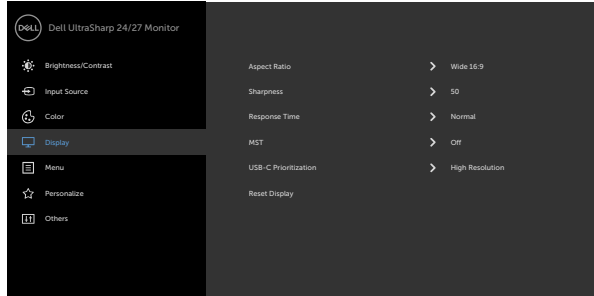 DELL Dell UltraSharp 24/27 Monitor
Brightness/Contrast
Input Source
Color
Display
Menu
Personalize
Others
Aspect Ratio Wide 16:9
Sharpness 50
Response Time Normal
MST Off
USB-C Prioritization High Resolution
Reset Display